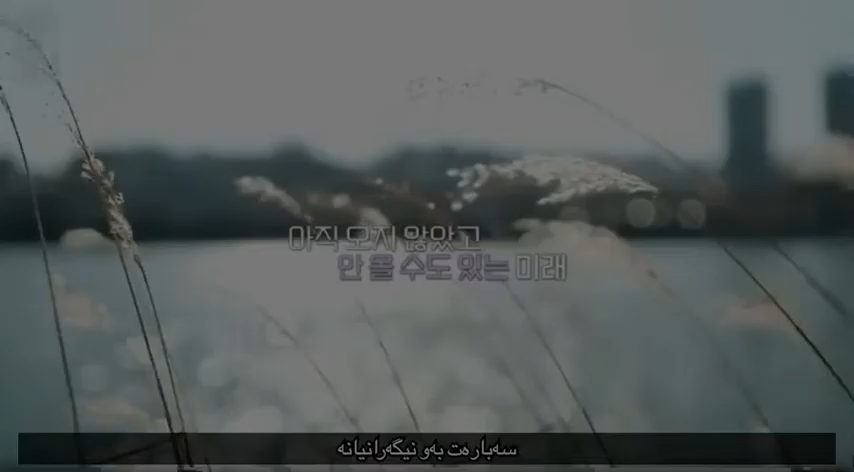 아직 오지 않았고
안 올 수도 있는 미래
سەبارەت بەو نیگەرانیانە